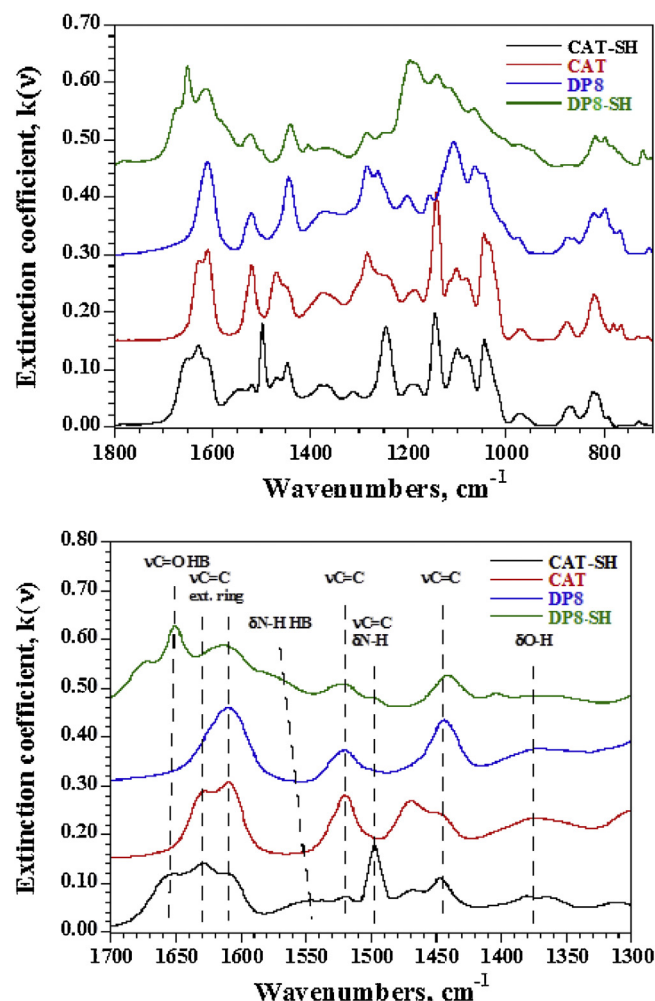 0.70
0.60
0.50
0.40
0.30
0.20
0.10
0.00
Extinction coefficient, k(ν)
CAT-SH
CAT
DP8
DP8-SH
1800 1600 1400 1200 1000 800
Wavenumbers, cm-1
0.80
0.70
0.60
0.50
0.40
0.30
0.20
0.10
0.00
Extinction coefficient, k(ν)
νC=O HB
νC=C
ext. ring
δN-H HB
νC=C
νC=C
δN-H
νC=C
δO-H
CAT-SH
CAT
DP8
DP8-SH
1700 1650 1600 1550 1500 1450 1400 1350 1300
Wavenumbers, cm-1